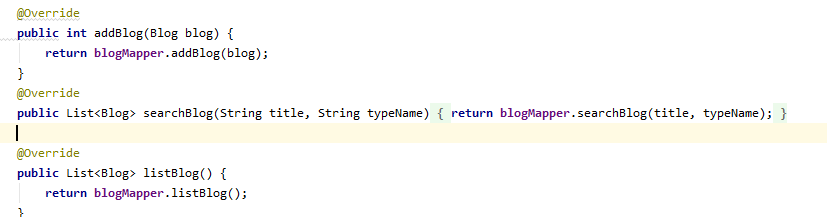 @Override
public int addBlog(Blog blog) {
return blogMapper.addBlog(blog);
}
@Override
public List<Blog> searchBlog(String title, String typeName) { return blogMapper.searchBlog(title, typeName); }
@Override
public List<Blog> listBlog() {
return blogMapper.listBlog();
}